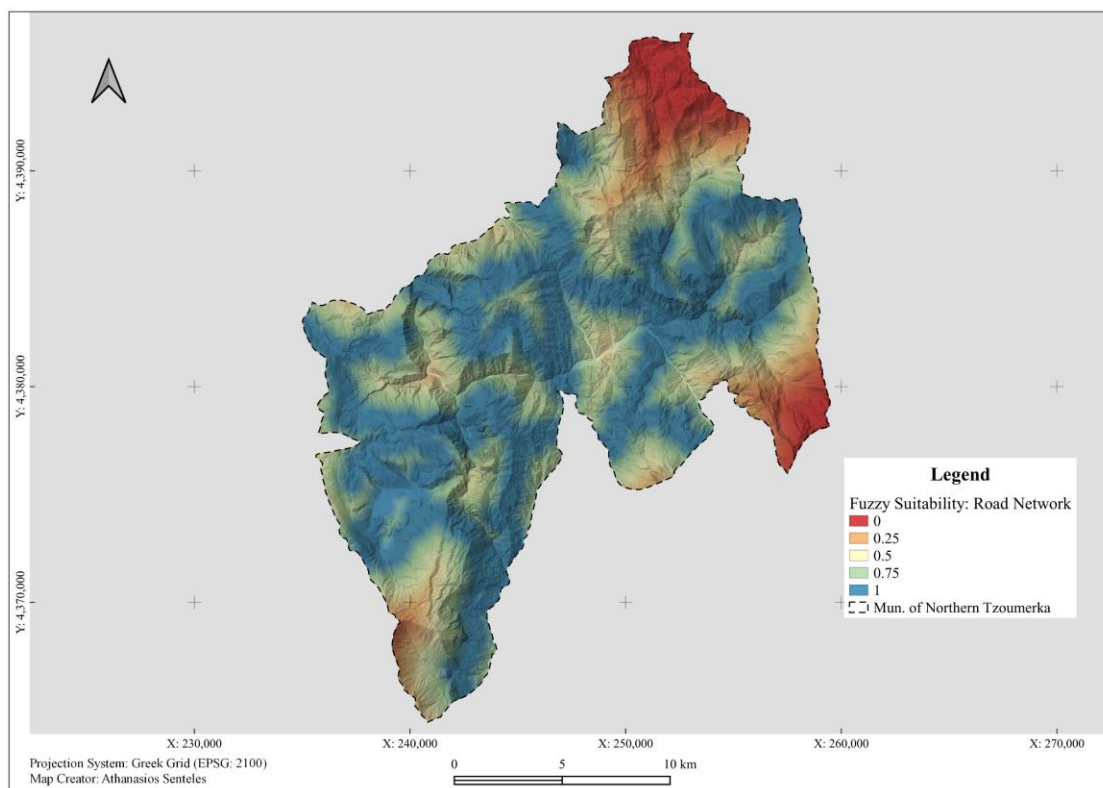 Y: 4,390,000
Y: 4,380,000
Y: 4,370,000
Legend
Fuzzy Suitability: Road Network
0
0.25
0.5
0.75
1
Mun. of Northern Tzoumerka
X: 230,000
X: 240,000
X: 250,000
X: 260,000
X: 270,000
Projection System: Greek Grid (EPSG: 2100)
Map Creator: Athanasios Senteles
0 5 10 km